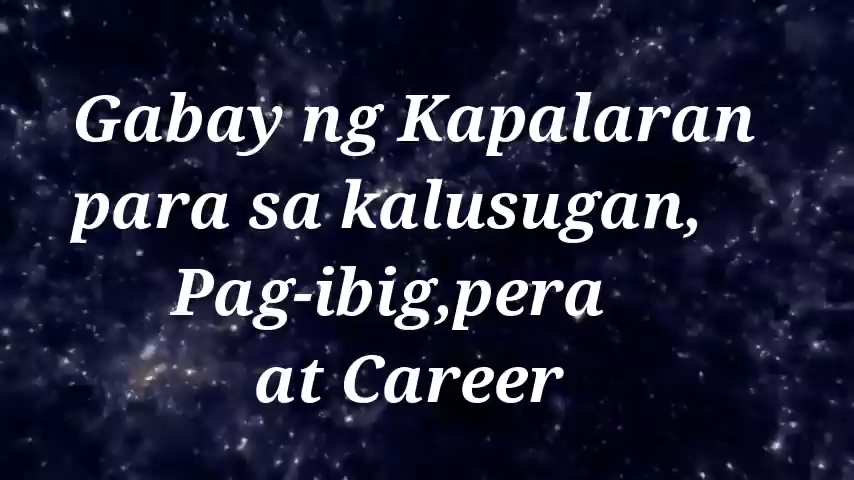 Gabay ng Kapalaran
para sa kalusugan,
Pag-ibig,pera
at Career